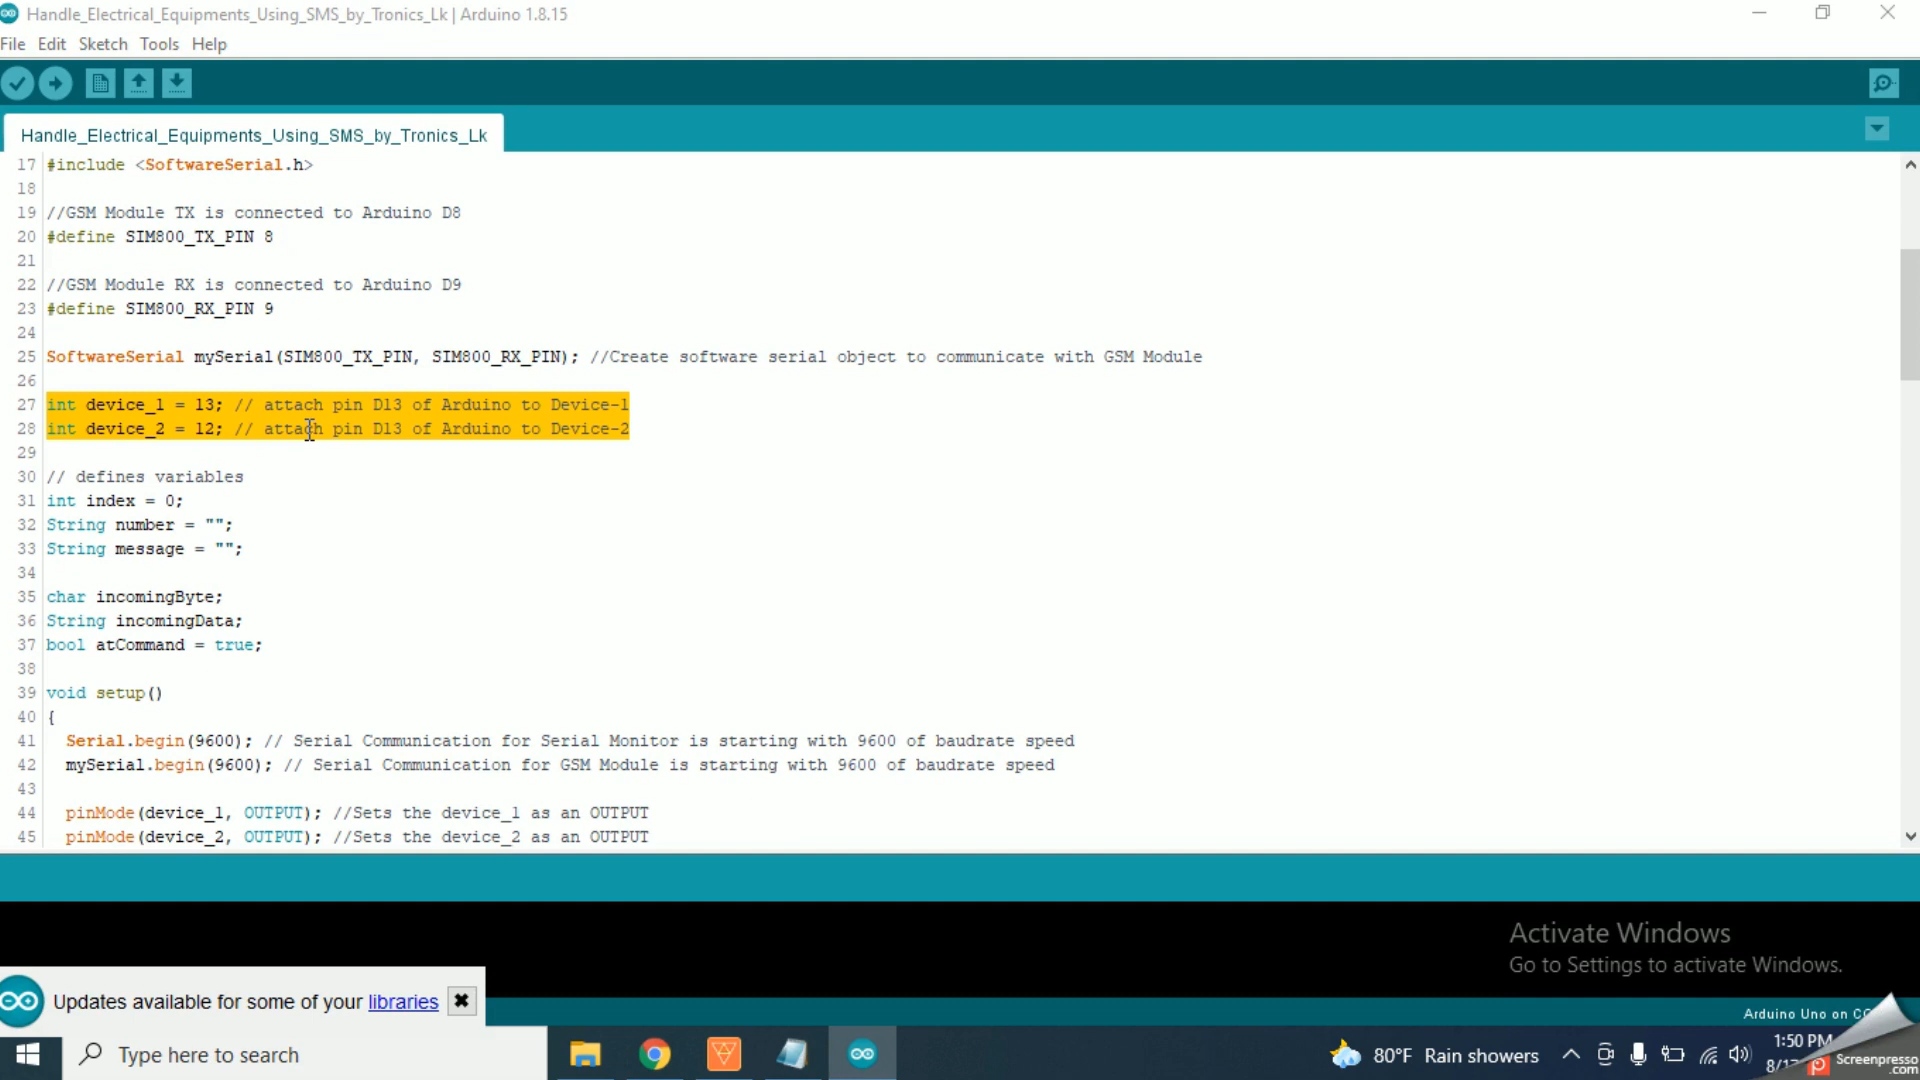 Handle_Electrical_Equipments_Using_SMS_by_Tronics_Lk | Arduino 1.8.15
File Edit Sketch Tools Help
Handle_Electrical_Equipments_Using_SMS_by_Tronics_Lk
17 #include <SoftwareSerial.h>
18
19 //GSM Module TX is connected to Arduino D8
20 #define SIM800_TX_PIN 8
21
22 //GSM Module RX is connected to Arduino D9
23 #define SIM800_RX_PIN 9
24
25 SoftwareSerial mySerial(SIM800_TX_PIN, SIM800_RX_PIN); //Create software serial object to communicate with GSM Module
26
27 int device_1 = 13; // attach pin D13 of Arduino to Device-1
28 int device_2 = 12; // attach pin D13 of Arduino to Device-2
29
30 // defines variables
31 int index = 0;
32 String number = "";
33 String message = "";
34
35 char incomingByte;
36 String incomingData;
37 bool atCommand = true;
38
39 void setup()
40 {
41 Serial.begin(9600); // Serial Communication for Serial Monitor is starting with 9600 of baudrate speed
42 mySerial.begin(9600); // Serial Communication for GSM Module is starting with 9600 of baudrate speed
43
44 pinMode(device_1, OUTPUT); //Sets the device_1 as an OUTPUT
45 pinMode(device_2, OUTPUT); //Sets the device_2 as an OUTPUT
Activate Windows
Go to Settings to activate Windows.
Updates available for some of your libraries
Arduino Uno on
Type here to search
80°F Rain showers
1:50 PM
Screenpresso
.com